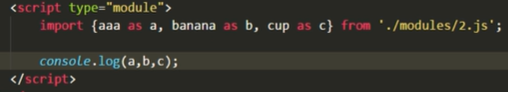 <script type="module">
import {aaa as a, banana as b, cup as c} from './modules/2.js';
console.log(a,b,c);
</script>